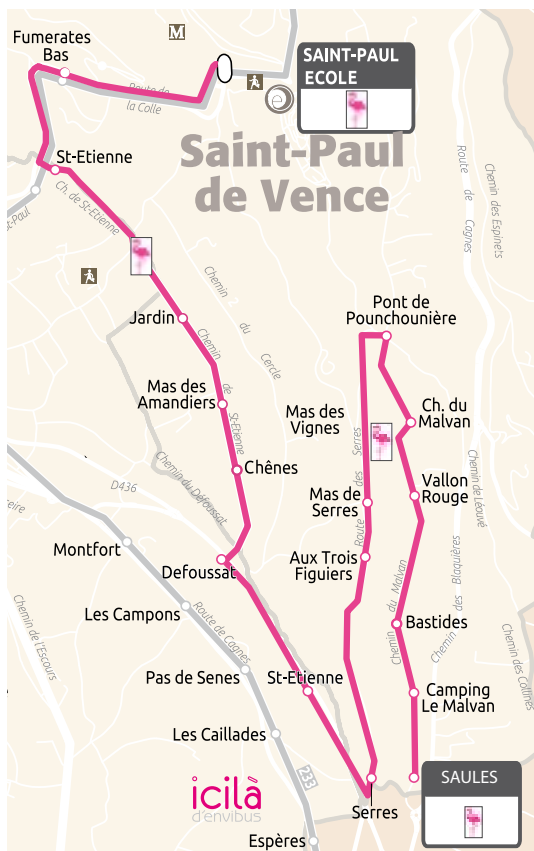 Fumerates
Bas
M
SAINT-PAUL
ECOLE
Route de
la Colle
e
Saint-Paul
de Vence
St-Etienne
Ch. de St-Etienne
St-Paul
Route de Cagnes
Chemin des Espinets
Chemin du Cercle
Pont de
Pounchounière
Jardin
Chemin de St-Etienne
Mas des
Amandiers
Mas des
Vignes
Ch. du
Malvan
Route des Serres
Chênes
Chemin de Léouvé
Vallon
Rouge
D436
Chemin du Défoussat
Mas de
Serres
Montfort
Defoussat
Aux Trois
Figuiers
Chemin des Blaquières
Chemin du Malvan
Les Campons
Route de Cagnes
Bastides
Chemin de l'Escours
Chemin des Collines
Pas de Senes
St-Etienne
Camping
Le Malvan
Les Caillades
233
SAULES
icilà
d'envibus
Serres
Espères